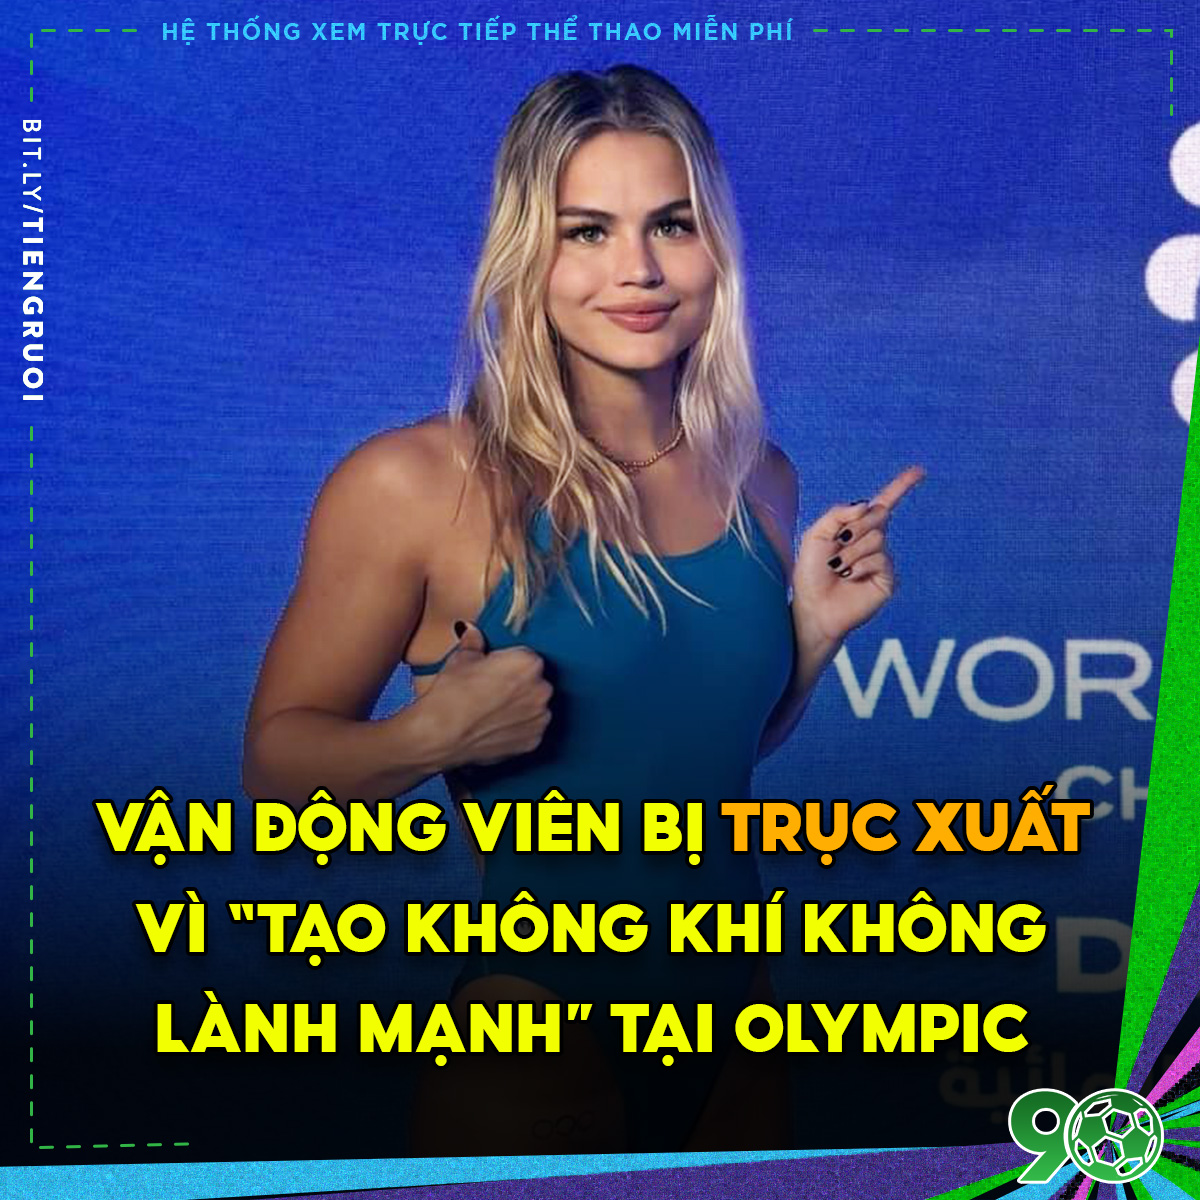 HỆ THỐNG XEM TRỰC TIẾP THỂ THAO MIỄN PHÍ
BIT.LY/TIENGRUOI
WOR
CH
D
VẬN ĐỘNG VIÊN BỊ TRỤC XUẤT
VÌ “TẠO KHÔNG KHÍ KHÔNG
LÀNH MẠNH” TẠI OLYMPIC
90